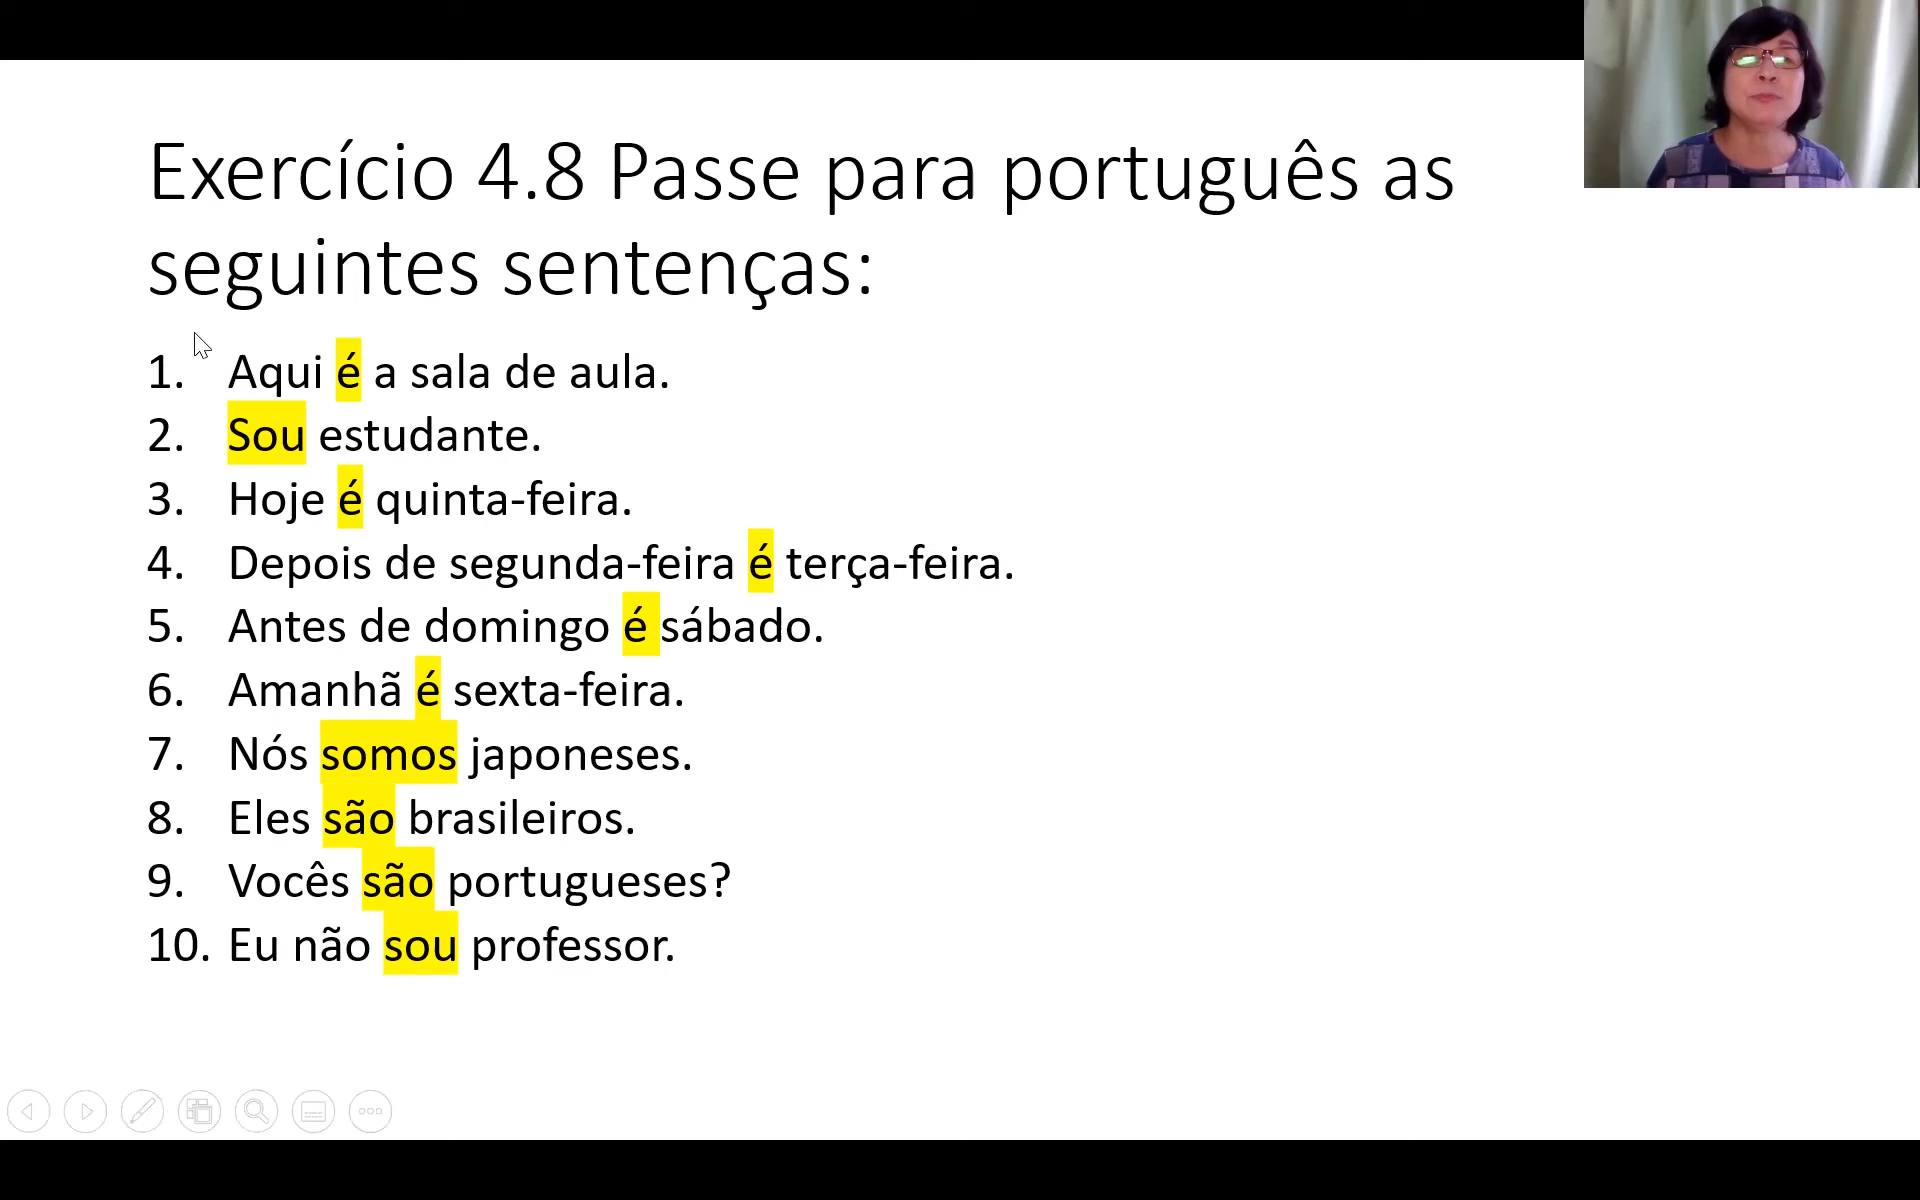 Exercício 4.8 Passe para português as
seguintes sentenças:
1. Aqui é a sala de aula.
2. Sou estudante.
3. Hoje é quinta-feira.
4. Depois de segunda-feira é terça-feira.
5. Antes de domingo é sábado.
6. Amanhã é sexta-feira.
7. Nós somos japoneses.
8. Eles são brasileiros.
9. Vocês são portugueses?
10. Eu não sou professor.